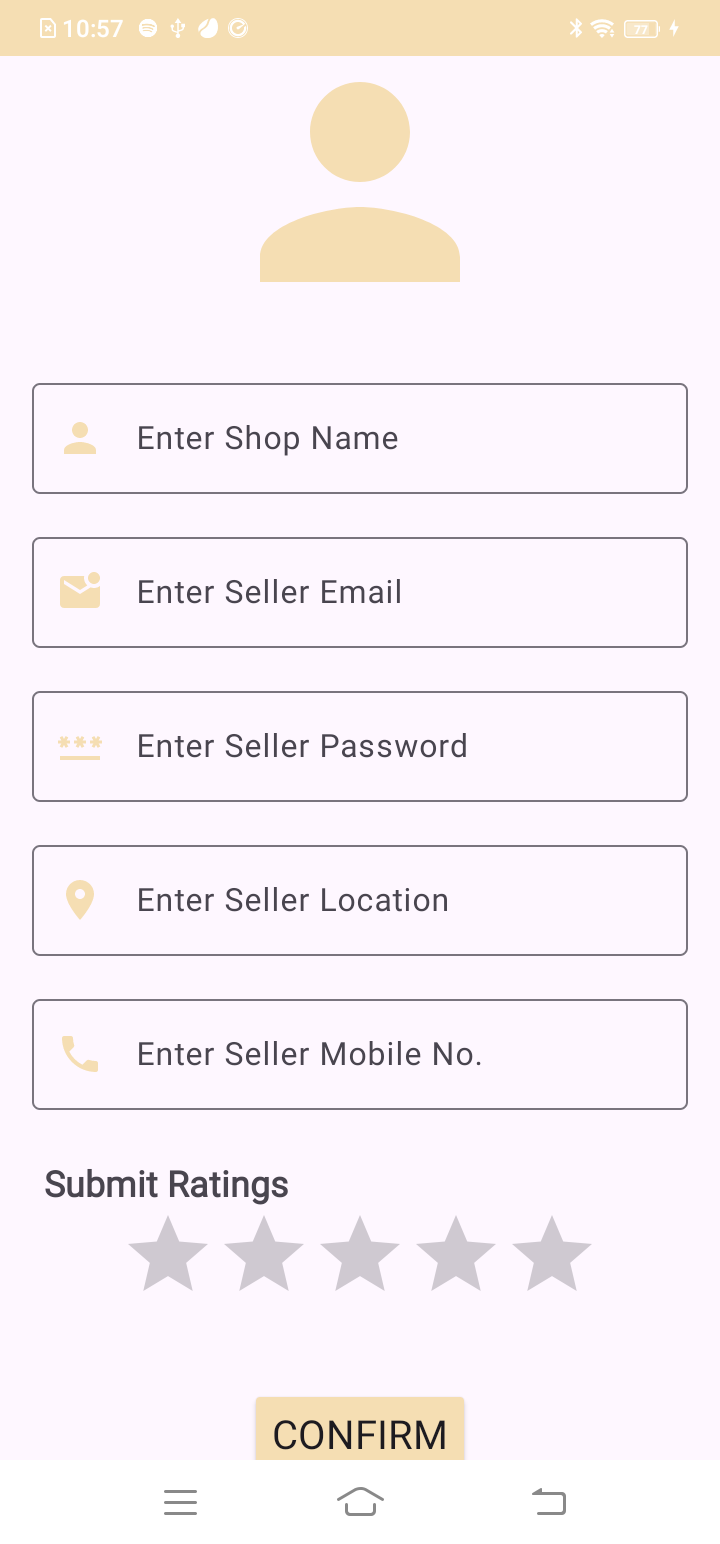 10:57
77
Enter Shop Name
Enter Seller Email
***
Enter Seller Password
Enter Seller Location
Enter Seller Mobile No.
Submit Ratings
CONFIRM